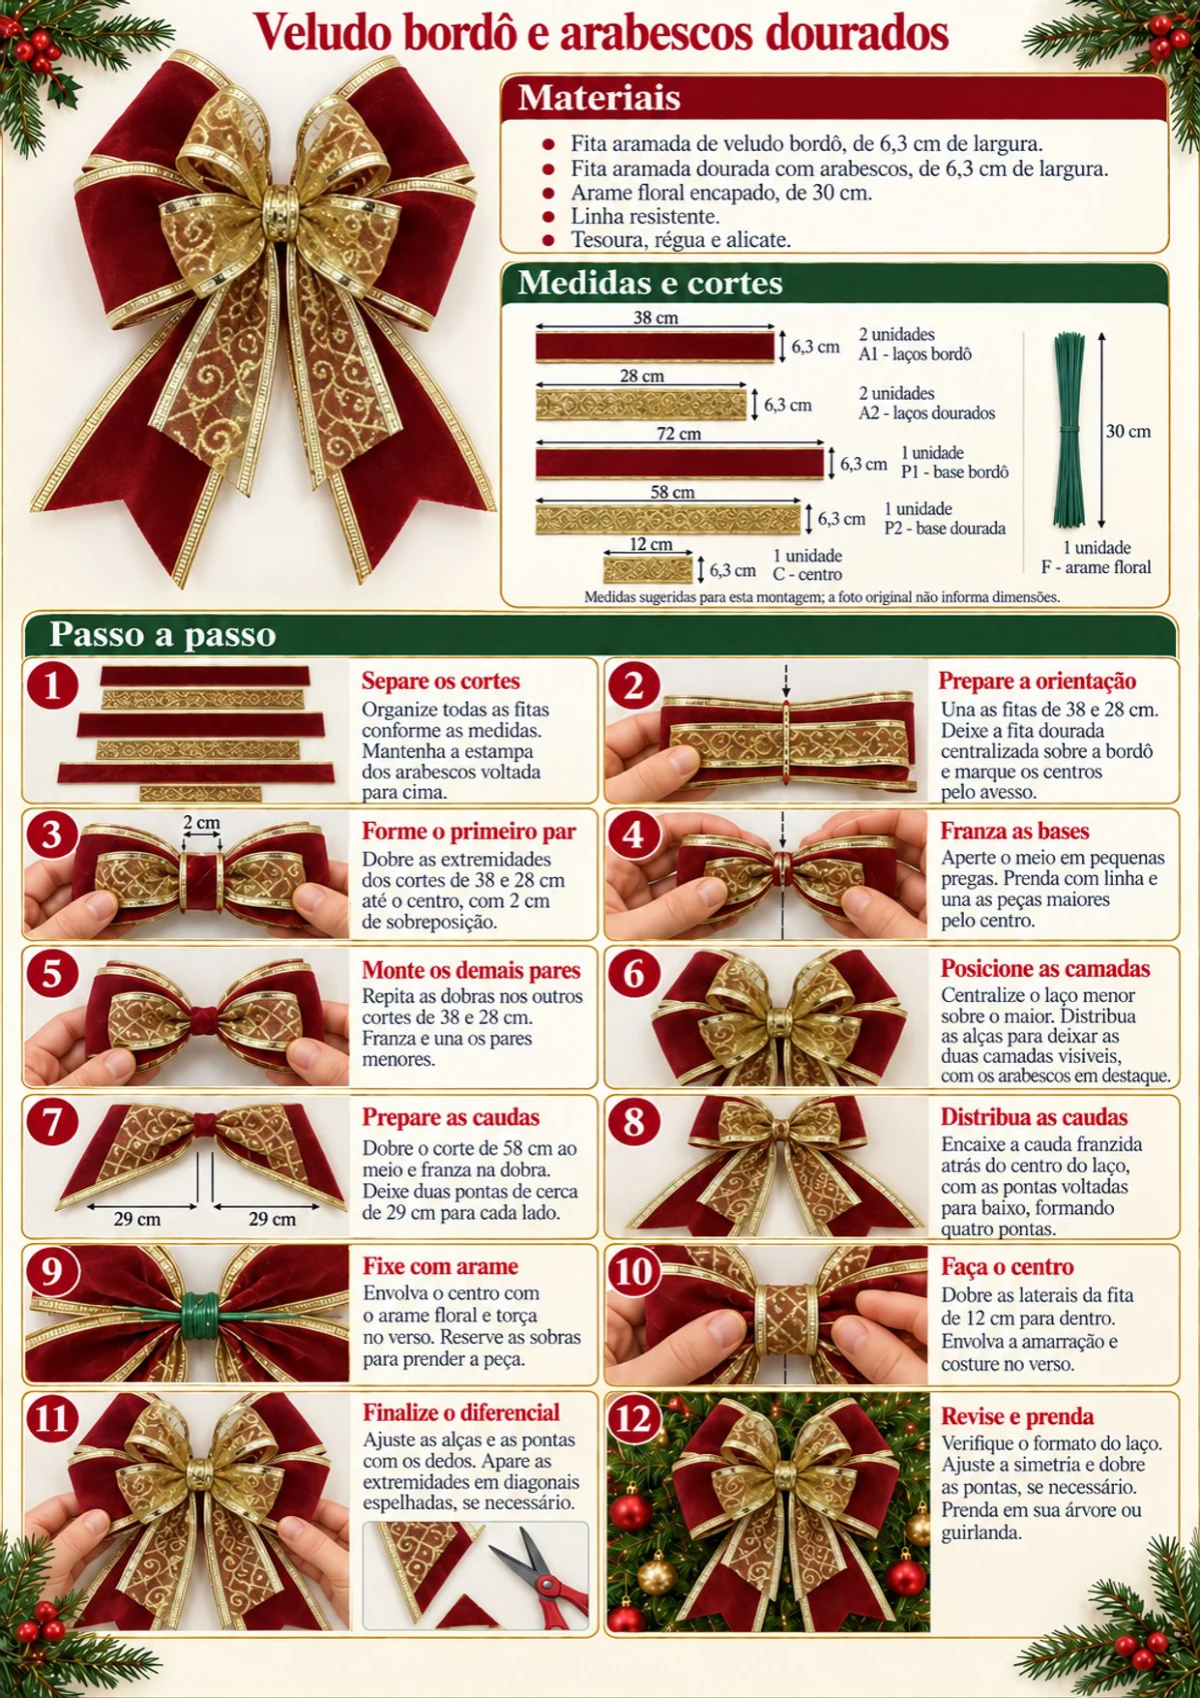 Veludo bordô e arabescos dourados
Materiais
● Fita aramada de veludo bordô, de 6,3 cm de largura.
● Fita aramada dourada com arabescos, de 6,3 cm de largura.
● Arame floral encapado, de 30 cm.
● Linha resistente.
● Tesoura, régua e alicate.
Medidas e cortes
38 cm
6,3 cm
2 unidades
A1 - laços bordô
28 cm
6,3 cm
2 unidades
A2 - laços dourados
72 cm
6,3 cm
1 unidade
P1 - base bordô
58 cm
6,3 cm
1 unidade
P2 - base dourada
12 cm
6,3 cm
1 unidade
C - centro
30 cm
1 unidade
F - arame floral
Medidas sugeridas para esta montagem; a foto original não informa dimensões.
Passo a passo
1
Separe os cortes
Organize todas as fitas
conforme as medidas.
Mantenha a estampa
dos arabescos voltada
para cima.
2
Prepare a orientação
Una as fitas de 38 e 28 cm.
Deixe a fita dourada
centralizada sobre a bordô
e marque os centros
pelo avesso.
3
2 cm
Forme o primeiro par
Dobre as extremidades
dos cortes de 38 e 28 cm
até o centro, com 2 cm
de sobreposição.
4
Franza as bases
Aperte o meio em pequenas
pregas. Prenda com linha e
una as peças maiores
pelo centro.
5
Monte os demais pares
Repita as dobras nos outros
cortes de 38 e 28 cm.
Franza e una os pares
menores.
6
Posicione as camadas
Centralize o laço menor
sobre o maior. Distribua
as alças para deixar as
duas camadas visiveis,
com os arabescos em destaque.
7
29 cm
29 cm
Prepare as caudas
Dobre o corte de 58 cm ao
meio e franza na dobra.
Deixe duas pontas de cerca
de 29 cm para cada lado.
8
Distribua as caudas
Encaixe a cauda franzida
atrás do centro do laço,
com as pontas voltadas
para baixo, formando
quatro pontas.
9
Fixe com arame
Envolva o centro com
o arame floral e torça
no verso. Reserve as sobras
para prender a peça.
10
Faça o centro
Dobre as laterais da fita
de 12 cm para dentro.
Envolva a amarração e
costure no verso.
11
Finalize o diferencial
Ajuste as alças e as pontas
com os dedos. Apare as
extremidades em diagonais
espelhadas, se necessário.
12
Revise e prenda
Verifique o formato do laço.
Ajuste a simetria e dobre
as pontas, se necessário.
Prenda em sua árvore ou
guirlanda.